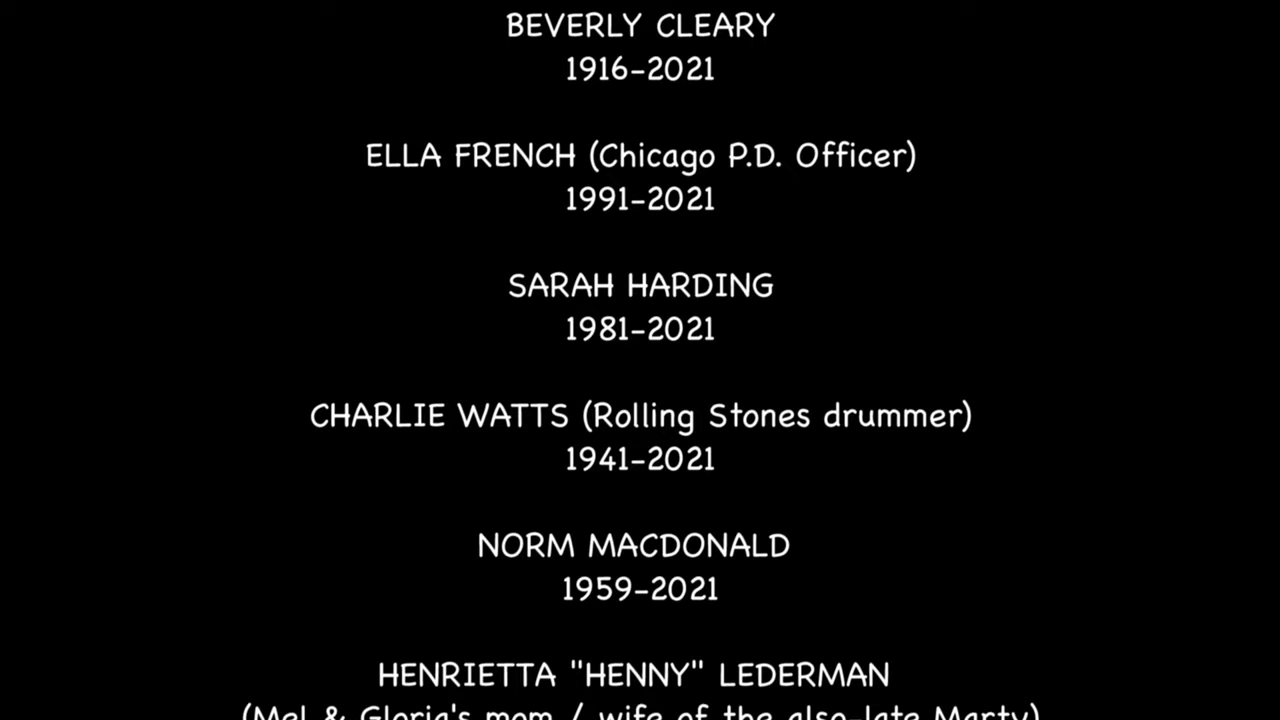 BEVERLY CLEARY
1916-2021
ELLA FRENCH (Chicago P.D. Officer)
1991-2021
SARAH HARDING
1981-2021
CHARLIE WATTS (Rolling Stones drummer)
1941-2021
NORM MACDONALD
1959-2021
HENRIETTA "HENNY" LEDERMAN
(Mel & Gloria's mom / wife of the also-late Marty)